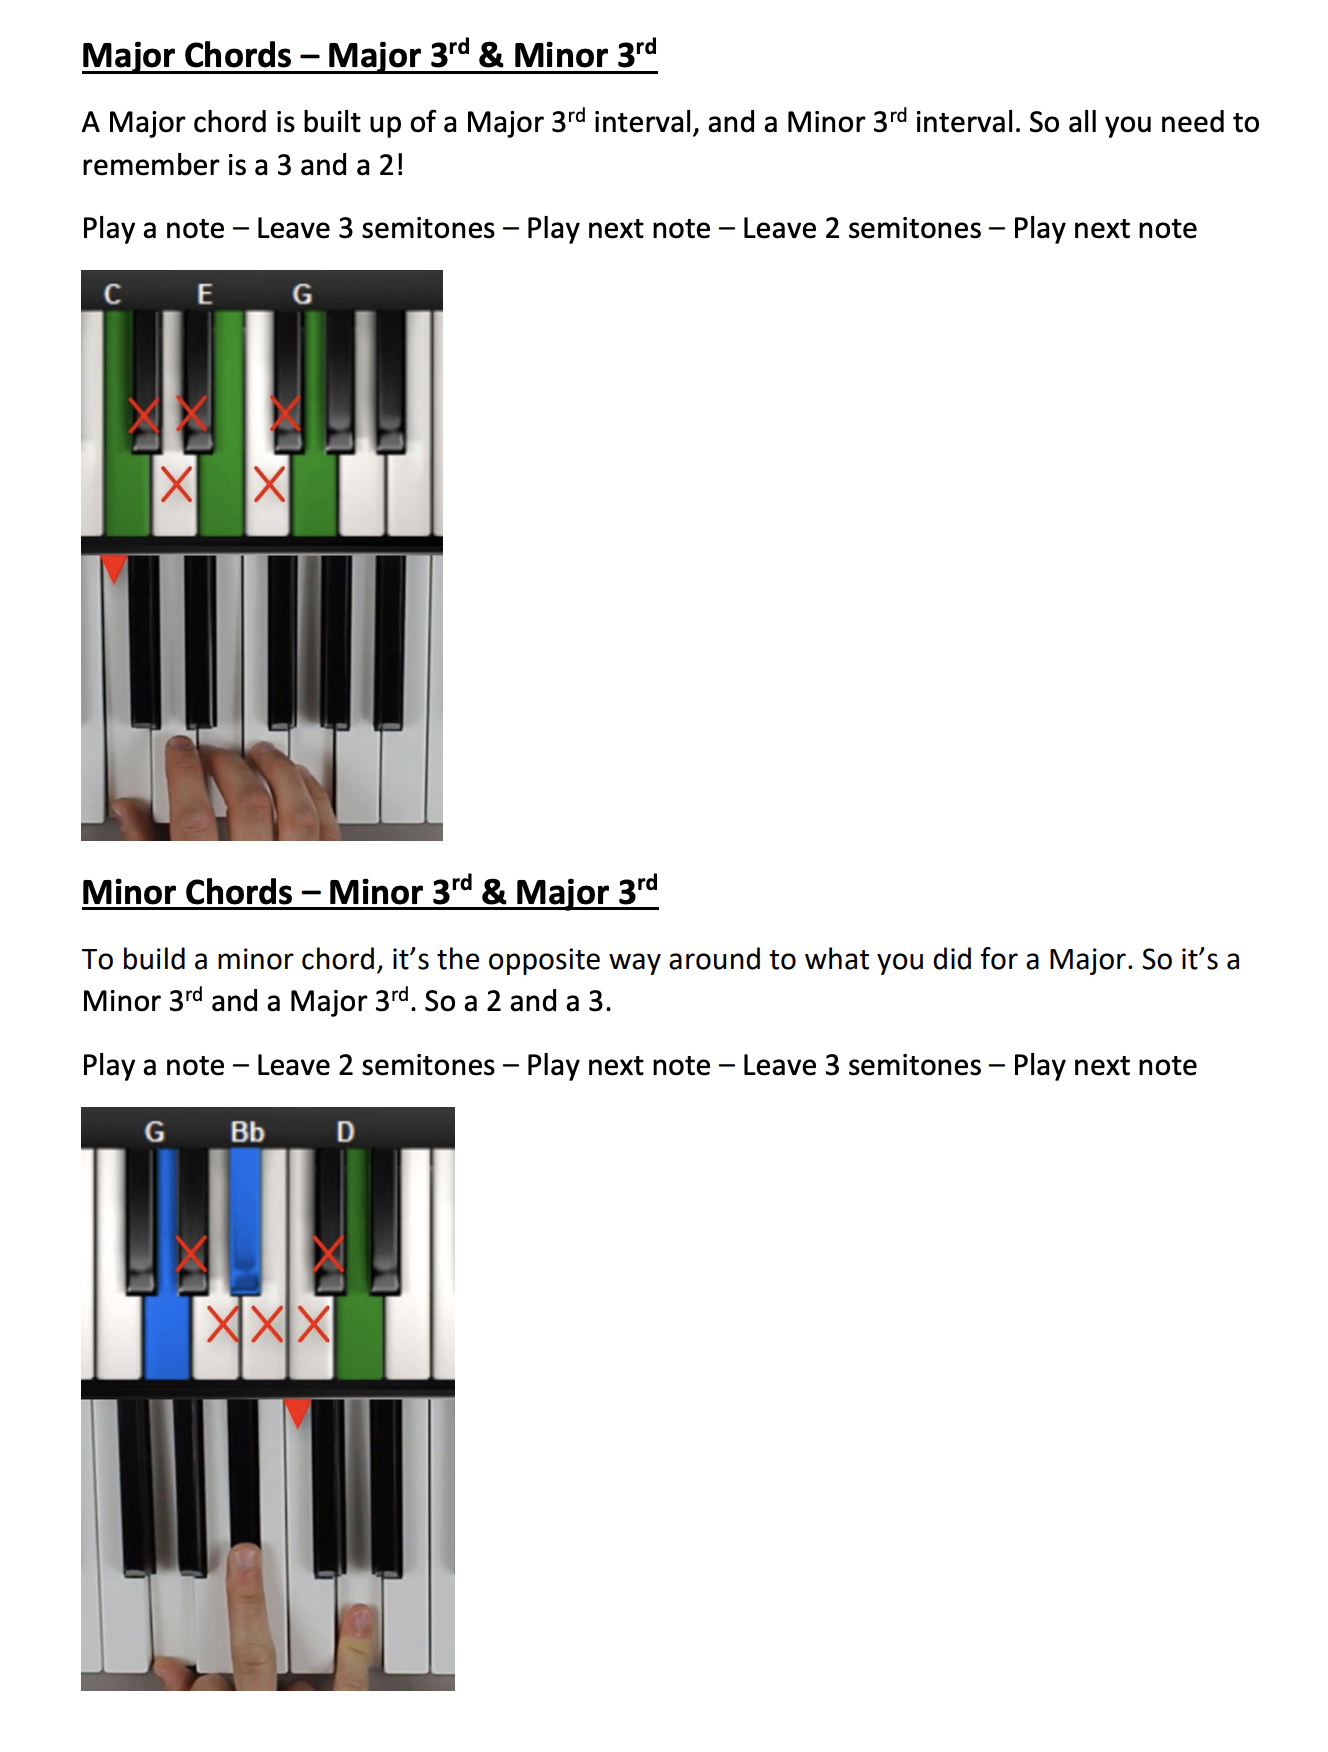 Major Chords – Major 3rd & Minor 3rd
A Major chord is built up of a Major 3rd interval, and a Minor 3rd interval. So all you need to
remember is a 3 and a 2!
Play a note – Leave 3 semitones – Play next note – Leave 2 semitones – Play next note
C E G
Minor Chords – Minor 3rd & Major 3rd
To build a minor chord, it’s the opposite way around to what you did for a Major. So it’s a
Minor 3rd and a Major 3rd. So a 2 and a 3.
Play a note – Leave 2 semitones – Play next note – Leave 3 semitones – Play next note
G Bb D